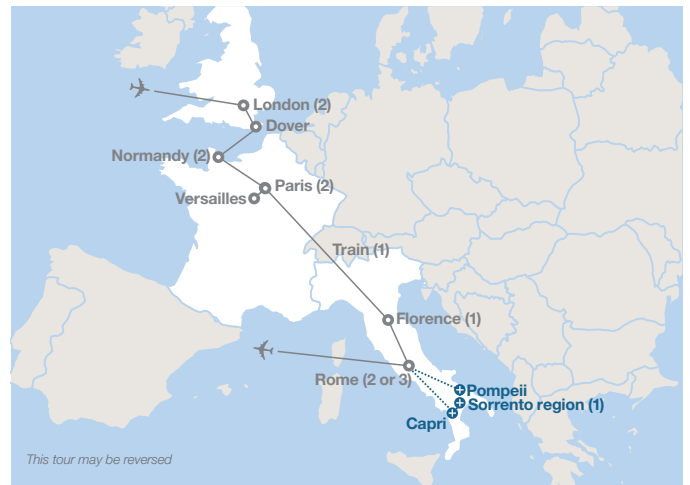 London (2)
Dover
Normandy (2)
Paris (2)
Versailles
Train (1)
Florence (1)
Rome (2 or 3)
Pompeii
Sorrento region (1)
Capri
This tour may be reversed